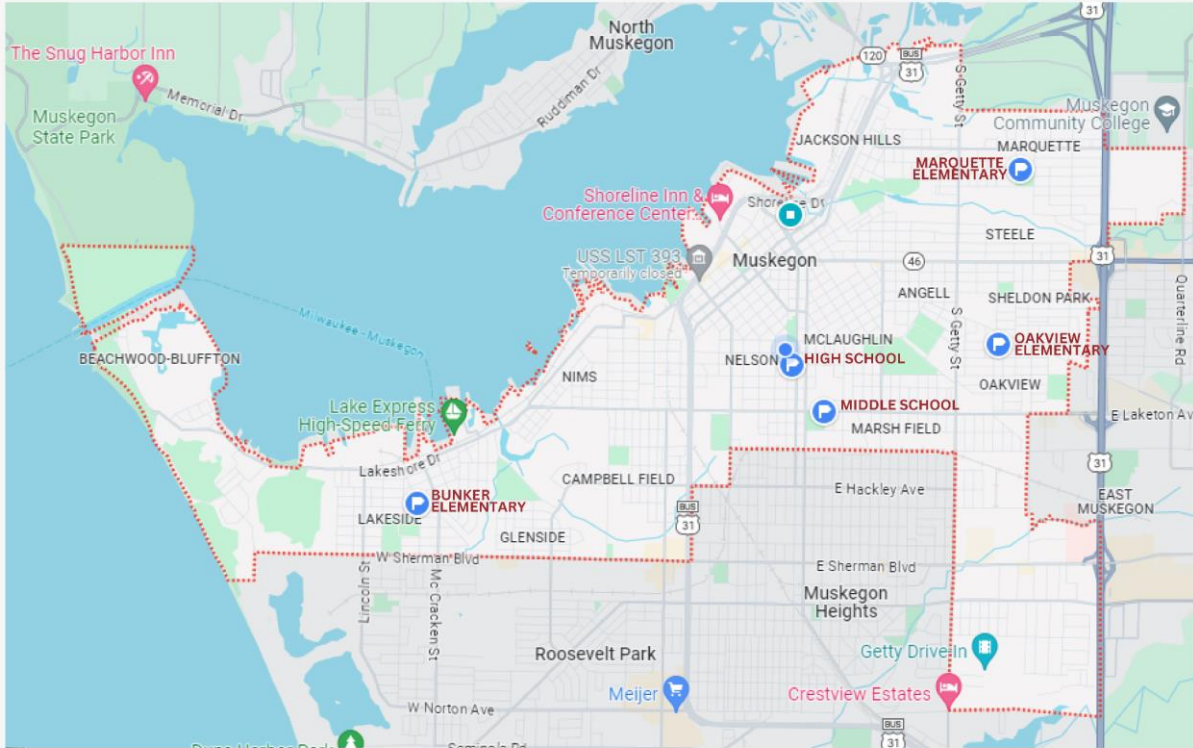 31
North
Muskegon
The Snug Harbor Inn
BUS
120
31
Memorial Dr
Ruddiman Dr
S Getty St
Muskegon
State Park
Muskegon
Community College
JACKSON HILLS
MARQUETTE
MARQUETTE
ELEMENTARY
Shoreline Inn &
Conference Center...
Shoreline Dr
STEELE
USS LST 393
Temporarily closed
Muskegon
46
31
ANGELL
SHELDON PARK
Quarterline Rd
Milwaukee-Muskegon
S Getty St
MCLAUGHLIN
OAKVIEW
ELEMENTARY
BEACHWOOD-BLUFFTON
NELSON
HIGH SCHOOL
NIMS
OAKVIEW
Lake Express
High-Speed Ferry
MIDDLE SCHOOL
E Laketon Av
MARSH FIELD
Lakeshore Dr
31
CAMPBELL FIELD
E Hackley Ave
BUNKER
ELEMENTARY
EAST
MUSKEGON
LAKESIDE
BUS
31
GLENSIDE
W Sherman Blvd
E Sherman Blvd
Lincoln St
Mc Cracken St
Muskegon
Heights
Roosevelt Park
Getty Drive In
Meijer
Crestview Estates
W Norton Ave
BUS
31
Seminole Rd